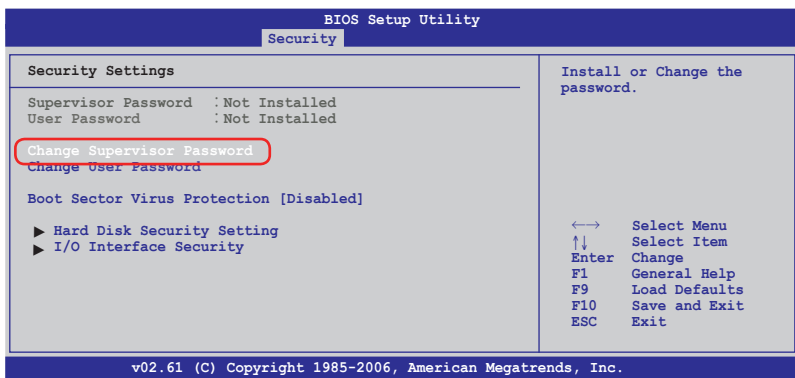 BIOS Setup Utility
Security
Security Settings
Supervisor Password : Not Installed
User Password : Not Installed
Change Supervisor Password
Change User Password
Boot Sector Virus Protection [Disabled]
▶ Hard Disk Security Setting
▶ I/O Interface Security
Install or Change the
password.
←→ Select Menu
↑↓ Select Item
Enter Change
F1 General Help
F9 Load Defaults
F10 Save and Exit
ESC Exit
v02.61 (C) Copyright 1985-2006, American Megatrends, Inc.